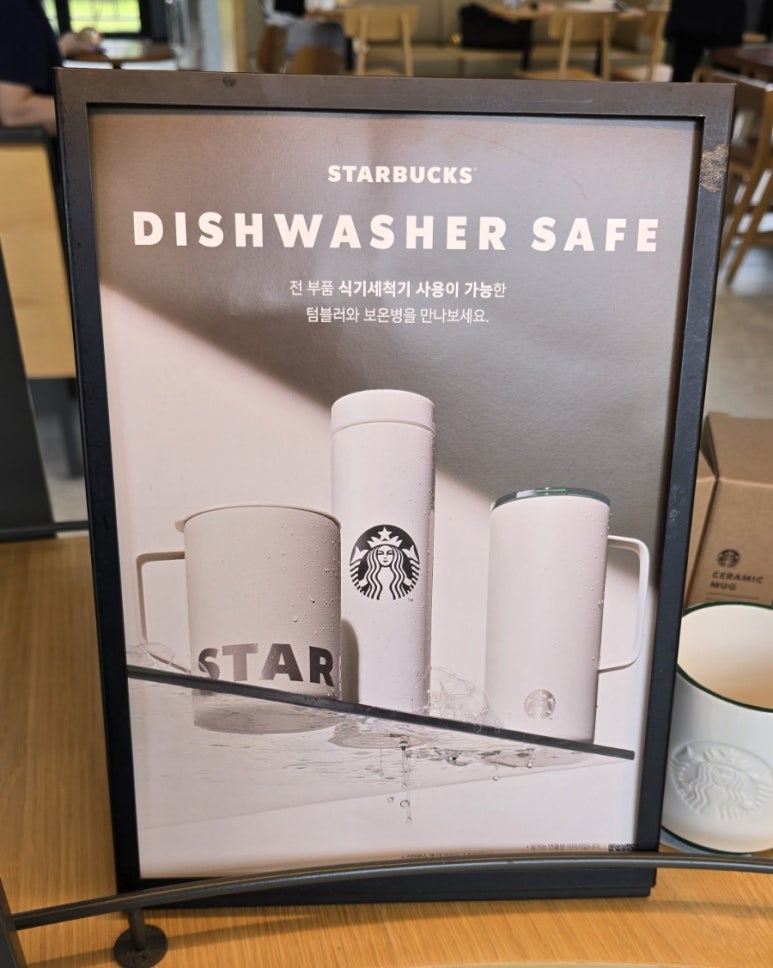 STARBUCKS
DISHWASHER SAFE
전 부품 식기세척기 사용이 가능한
텀블러와 보온병을 만나보세요.
STAR
CERAMIC
MUG